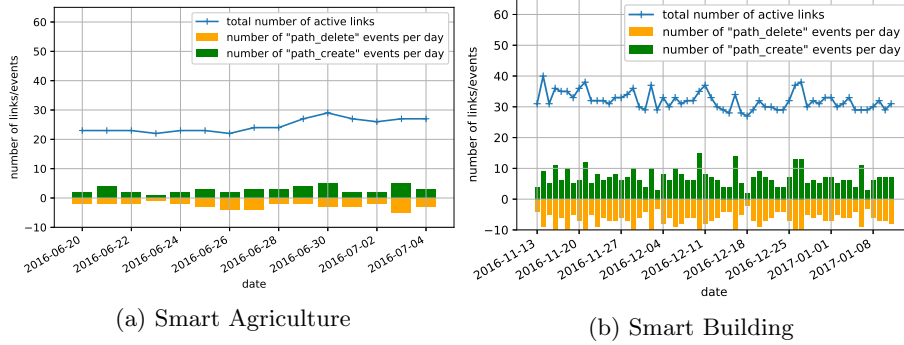 total number of active links
number of "path_delete" events per day
number of "path_create" events per day
number of links/events
60
50
40
30
20
10
0
−10
2016-06-20
2016-06-22
2016-06-24
2016-06-26
2016-06-28
2016-06-30
2016-07-02
2016-07-04
date
(a) Smart Agriculture
total number of active links
number of "path_delete" events per day
number of "path_create" events per day
number of links/events
60
50
40
30
20
10
0
−10
2016-11-13
2016-11-20
2016-11-27
2016-12-04
2016-12-11
2016-12-18
2016-12-25
2017-01-01
2017-01-08
date
(b) Smart Building